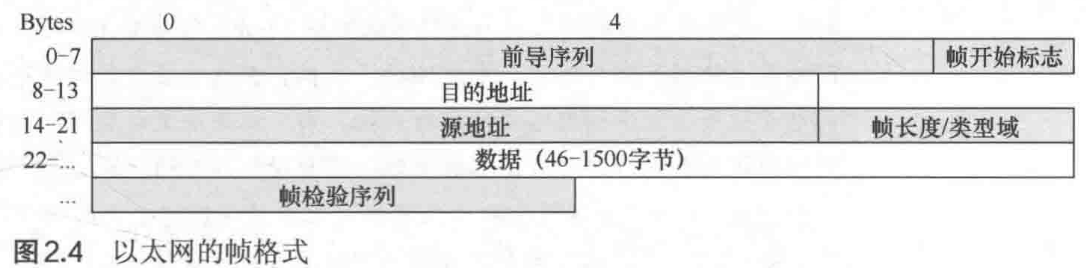 Bytes 0 4
0-7 前导序列 帧开始标志
8-13 目的地址
14-21 源地址 帧长度/类型域
22-... 数据（46-1500字节）
... 帧检验序列
图2.4 以太网的帧格式